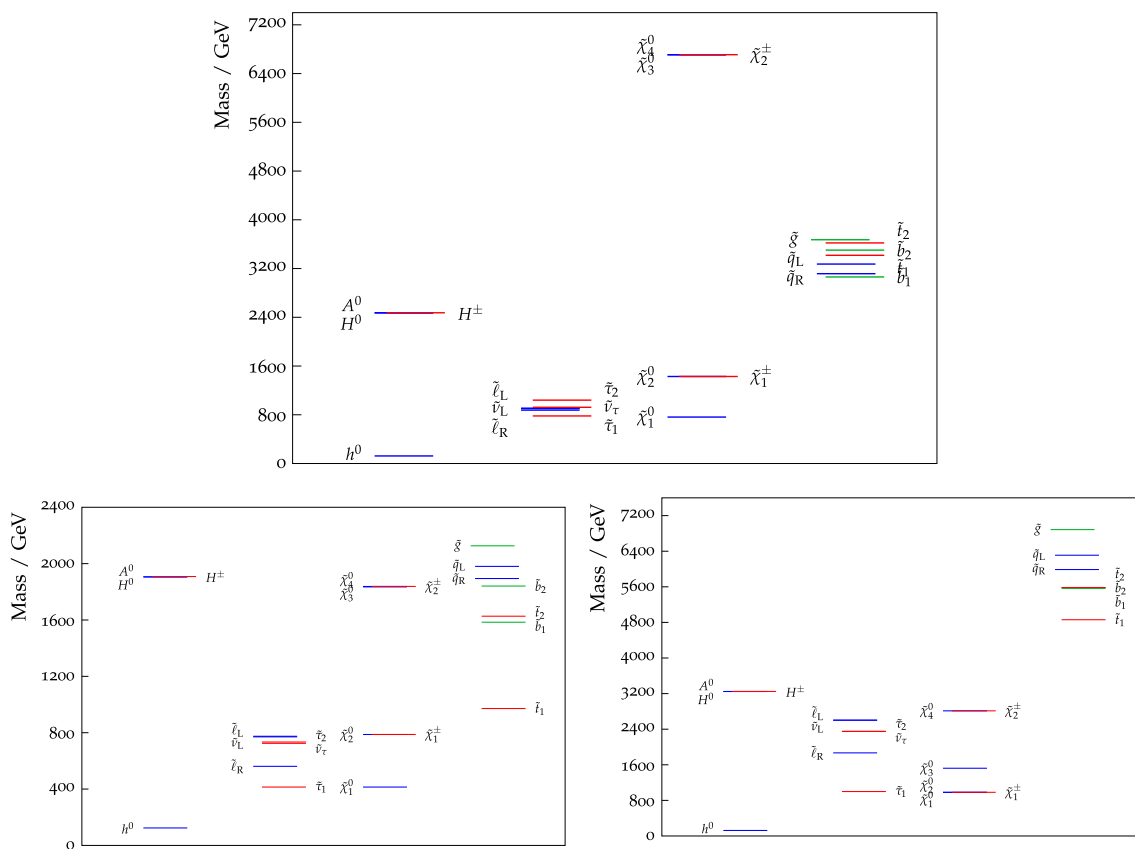 Mass / GeV
7200
6400
5600
4800
4000
3200
2400
1600
800
0
A⁰
H⁰
H±
h⁰
ℓ̃L
ν̃L
ℓ̃R
τ̃2
ν̃τ
τ̃1
χ̃⁰4
χ̃⁰3
χ̃±2
χ̃⁰2
χ̃±1
χ̃⁰1
g̃
q̃L
q̃R
t̃2
b̃2
t̃1
b̃1
Mass / GeV
2400
2000
1600
1200
800
400
0
A⁰
H⁰
H±
h⁰
ℓ̃L
ν̃L
ℓ̃R
τ̃2
ν̃τ
τ̃1
χ̃⁰4
χ̃⁰3
χ̃±2
χ̃⁰2
χ̃±1
χ̃⁰1
g̃
q̃L
q̃R
b̃2
t̃2
b̃1
t̃1
Mass / GeV
7200
6400
5600
4800
4000
3200
2400
1600
800
0
A⁰
H⁰
H±
h⁰
ℓ̃L
ν̃L
ℓ̃R
τ̃2
ν̃τ
τ̃1
χ̃⁰4
χ̃±2
χ̃⁰3
χ̃⁰2
χ̃⁰1
χ̃±1
g̃
q̃L
q̃R
t̃2
b̃2
b̃1
t̃1